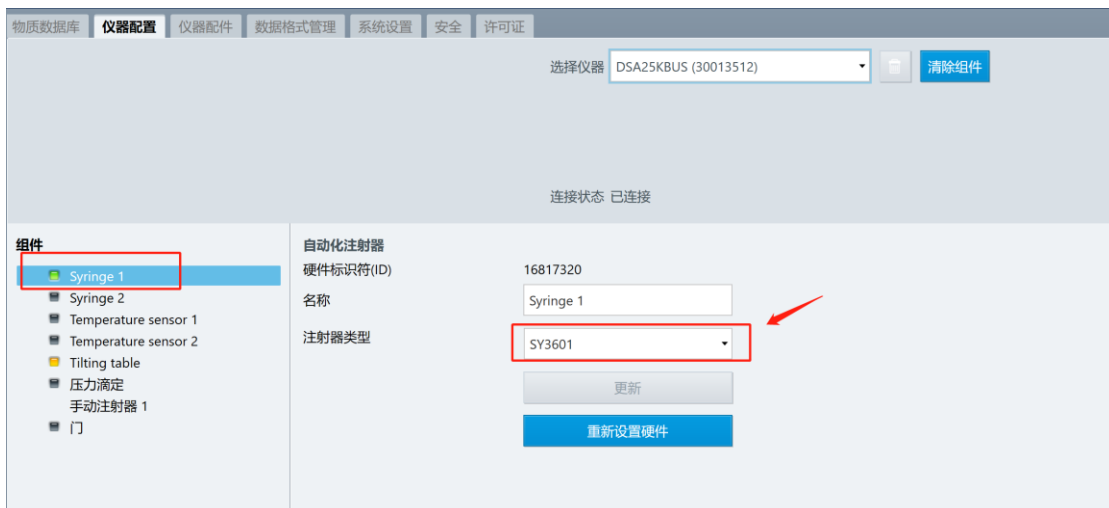 物质数据库 仪器配置 仪器配件 数据格式管理 系统设置 安全 许可证
选择仪器 DSA25KBUS (30013512) 清除组件
连接状态 已连接
组件
Syringe 1
Syringe 2
Temperature sensor 1
Temperature sensor 2
Tilting table
压力滴定
手动注射器 1
门
自动化注射器
硬件标识符(ID) 16817320
名称 Syringe 1
注射器类型 SY3601
更新
重新设置硬件